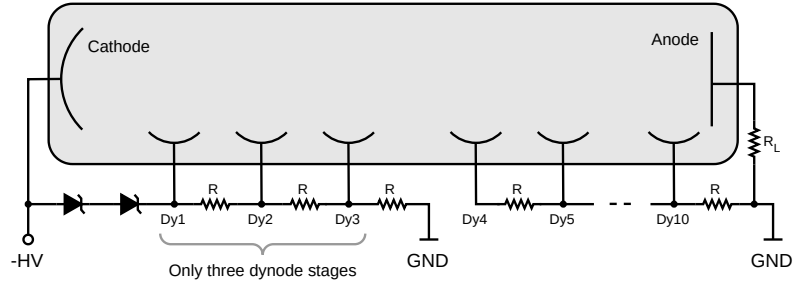 Cathode
Anode
R_L
R R R R R
Dy1 Dy2 Dy3 Dy4 Dy5 Dy10
-HV
Only three dynode stages
GND GND